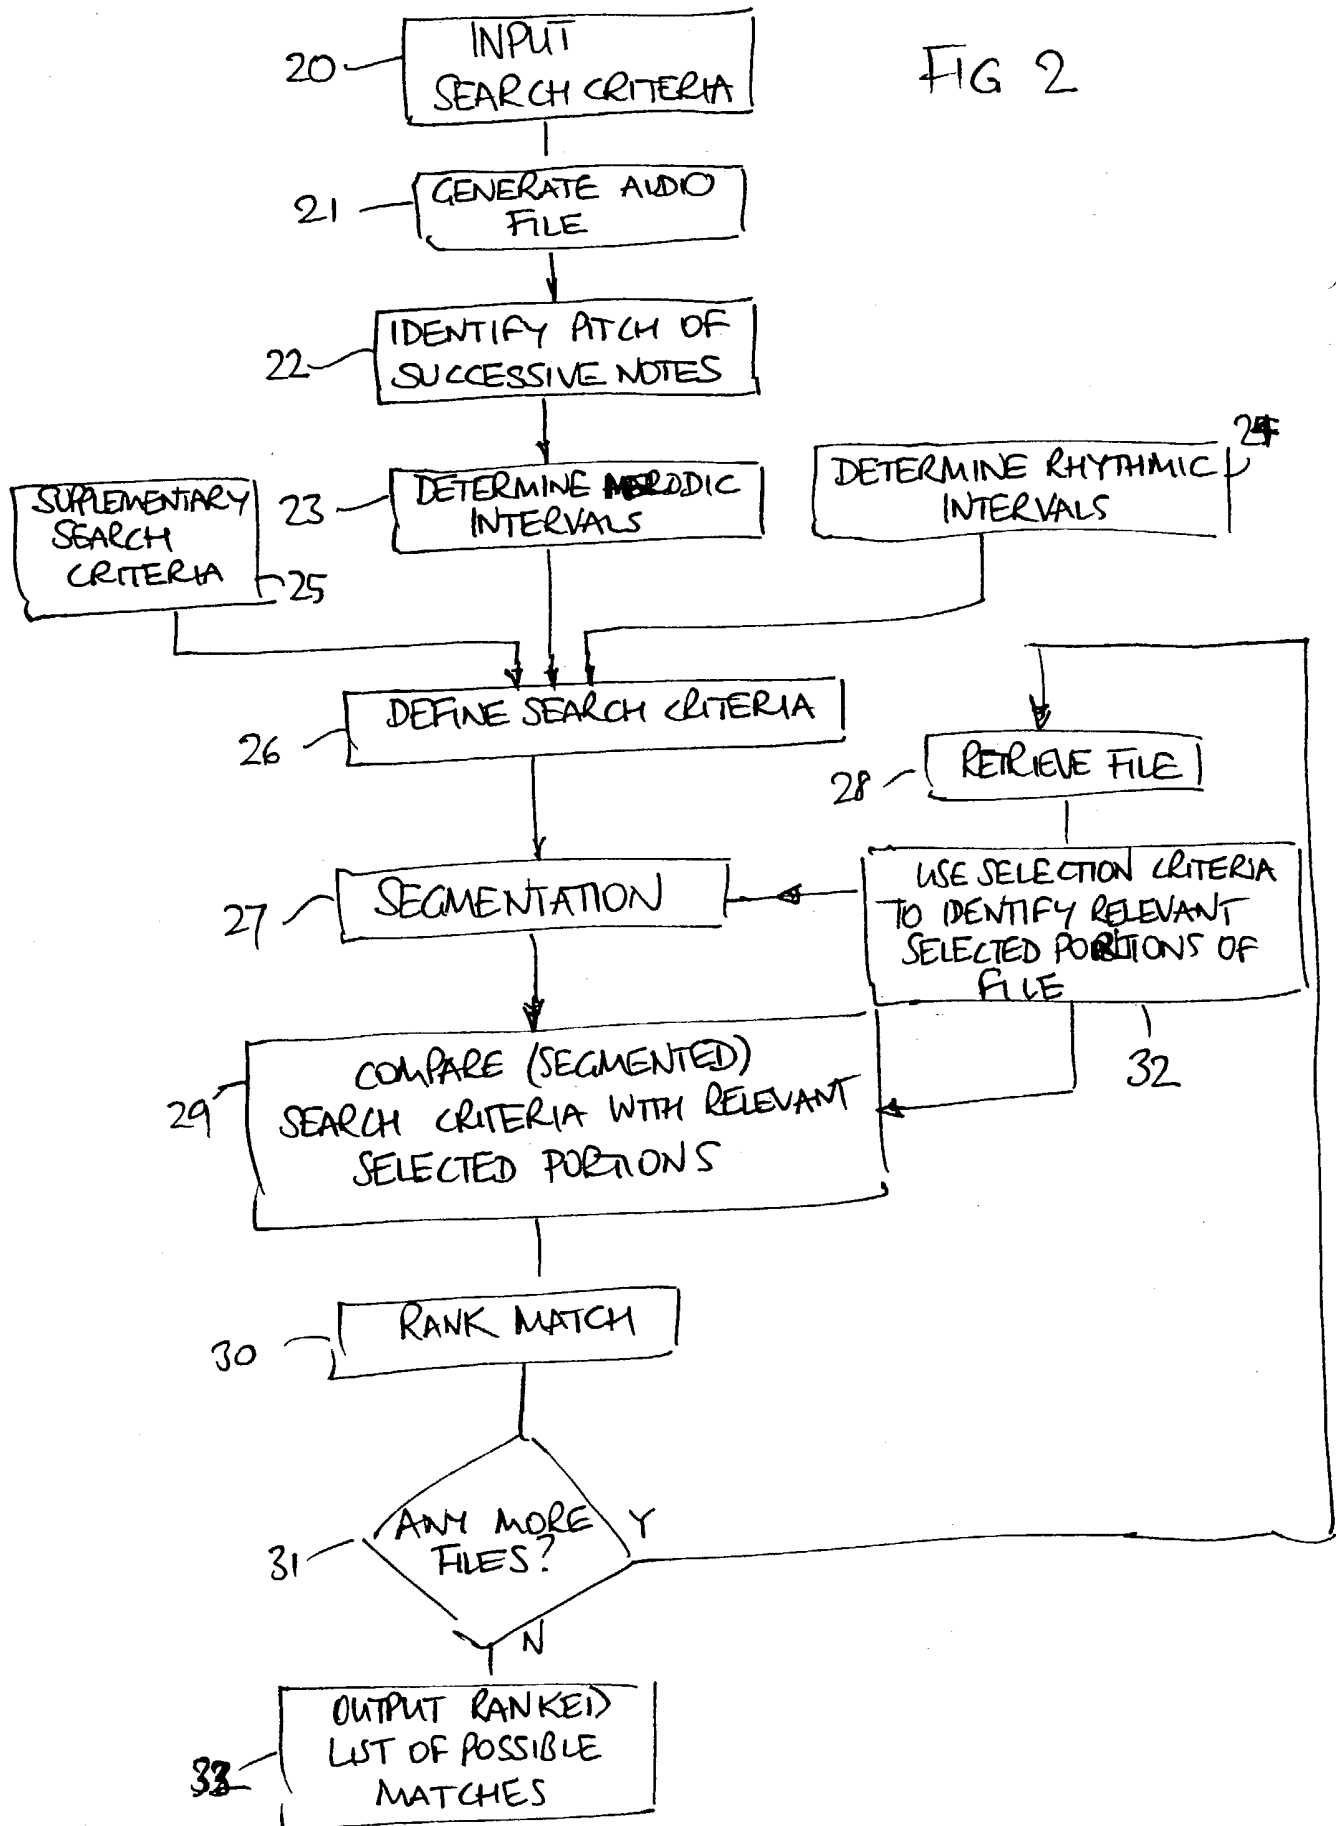 FIG 2
20
INPUT
SEARCH CRITERIA
21
GENERATE AUDIO
FILE
22
IDENTIFY PITCH OF
SUCCESSIVE NOTES
23
DETERMINE MELODIC
INTERVALS
24
DETERMINE RHYTHMIC
INTERVALS
SUPPLEMENTARY
SEARCH
CRITERIA
25
DEFINE SEARCH CRITERIA
26
28
RETRIEVE FILE
27
SEGMENTATION
USE SELECTION CRITERIA
TO IDENTIFY RELEVANT
SELECTED PORTIONS OF
FILE
32
29
COMPARE (SEGMENTED)
SEARCH CRITERIA WITH RELEVANT
SELECTED PORTIONS
30
RANK MATCH
31
ANY MORE
FILES?
Y
N
33
OUTPUT RANKED
LIST OF POSSIBLE
MATCHES